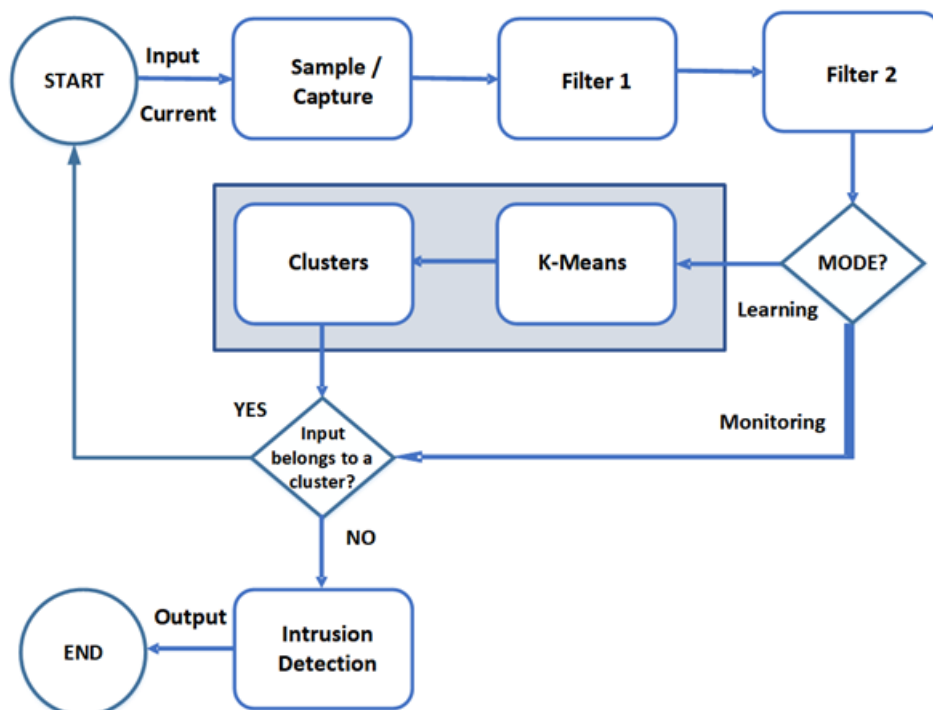 START
Input
Current
Sample /
Capture
Filter 1
Filter 2
Clusters
K-Means
MODE?
Learning
YES
Monitoring
Input
belongs to a
cluster?
NO
Output
END
Intrusion
Detection